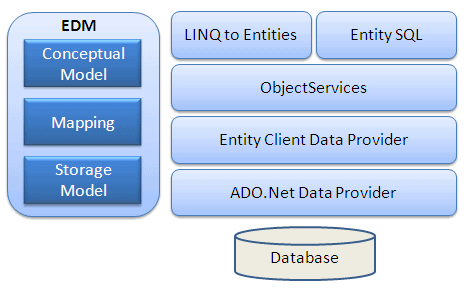 EDM
Conceptual
Model
Mapping
Storage
Model
LINQ to Entities
Entity SQL
ObjectServices
Entity Client Data Provider
ADO.Net Data Provider
Database